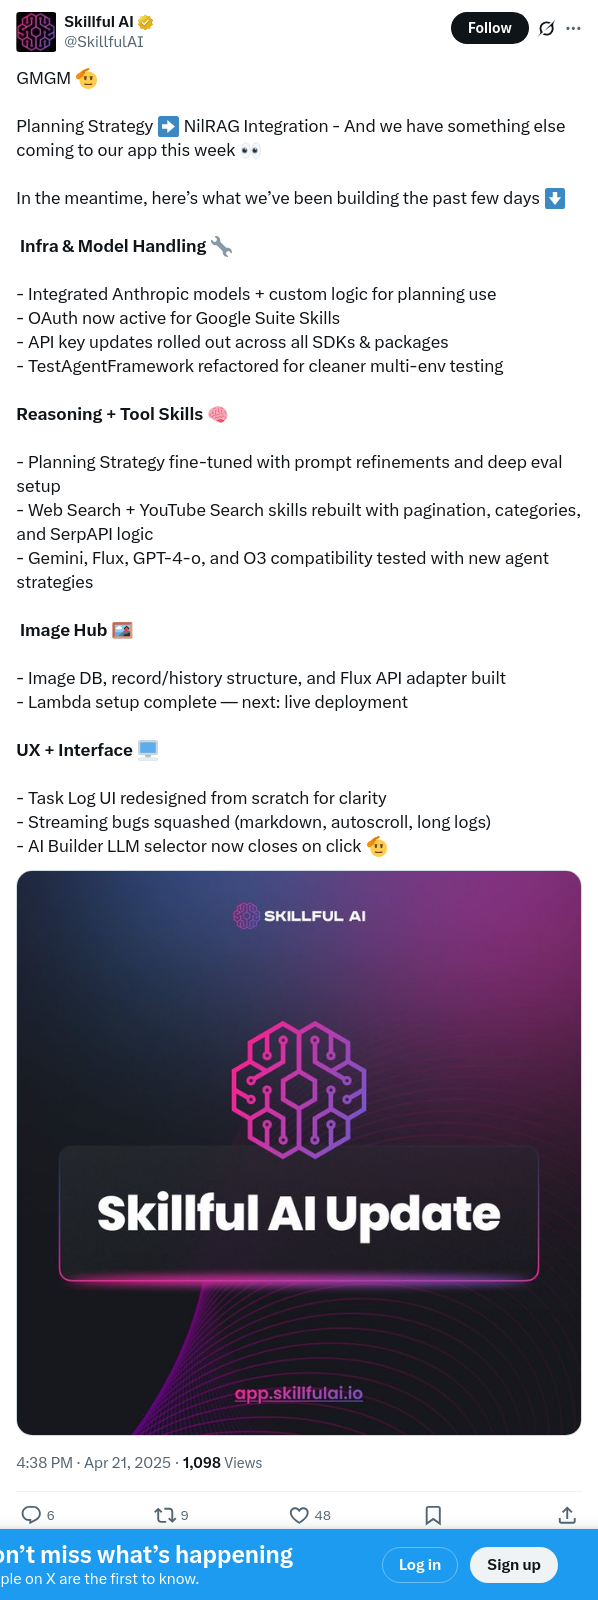 Skillful AI
@SkillfulAI
Follow
GMGM 🫡
Planning Strategy ➡️ NilRAG Integration - And we have something else
coming to our app this week 👀
In the meantime, here’s what we’ve been building the past few days ⬇️
Infra & Model Handling 🔧
- Integrated Anthropic models + custom logic for planning use
- OAuth now active for Google Suite Skills
- API key updates rolled out across all SDKs & packages
- TestAgentFramework refactored for cleaner multi-env testing
Reasoning + Tool Skills 🧠
- Planning Strategy fine-tuned with prompt refinements and deep eval
setup
- Web Search + YouTube Search skills rebuilt with pagination, categories,
and SerpAPI logic
- Gemini, Flux, GPT-4-o, and O3 compatibility tested with new agent
strategies
Image Hub 🖼️
- Image DB, record/history structure, and Flux API adapter built
- Lambda setup complete — next: live deployment
UX + Interface 🖥️
- Task Log UI redesigned from scratch for clarity
- Streaming bugs squashed (markdown, autoscroll, long logs)
- AI Builder LLM selector now closes on click 🫡
SKILLFUL AI
Skillful AI Update
app.skillfulai.io
4:38 PM · Apr 21, 2025 · 1,098 Views
6 9 48
on’t miss what’s happening
ple on X are the first to know.
Log in
Sign up